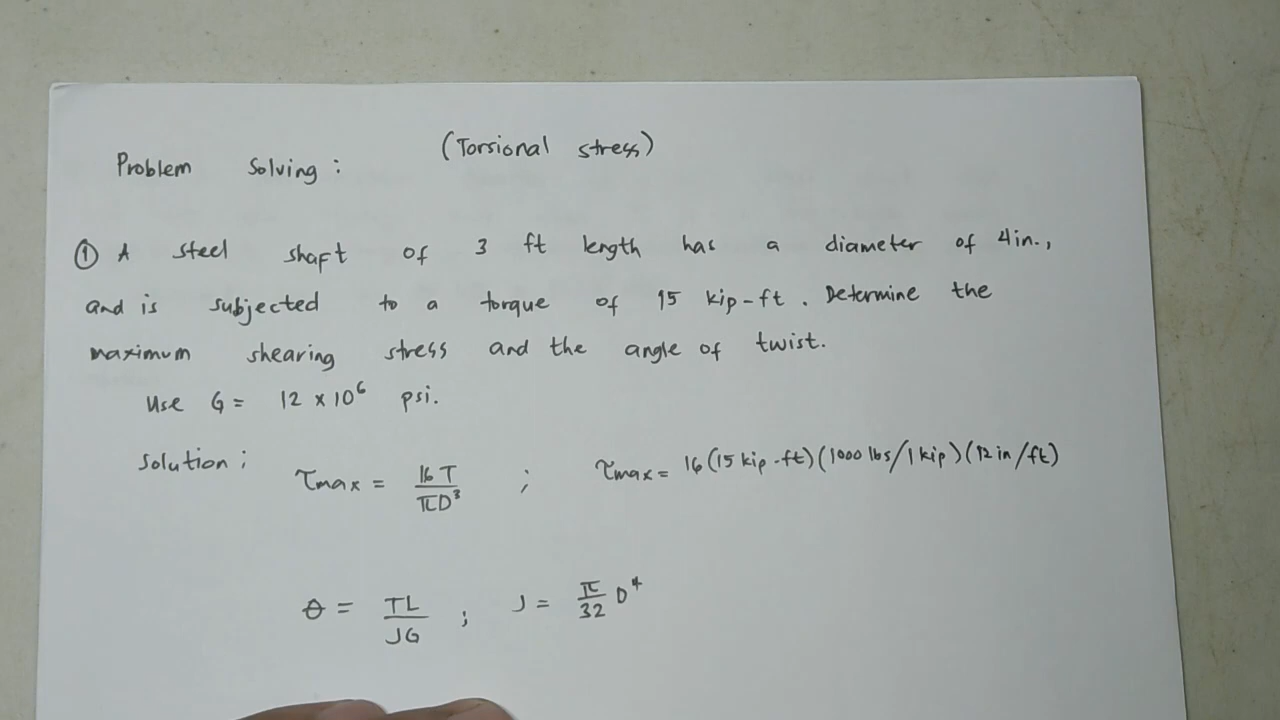 (Torsional stress)
Problem Solving :
① A steel shaft of 3 ft length has a diameter of 4in.,
and is subjected to a torque of 15 kip-ft. Determine the
maximum shearing stress and the angle of twist.
Use G = 12 × 10⁶ psi.
Solution ; τmax = 16T/πD³ ; τmax = 16(15 kip-ft)(1000 lbs/1 kip)(12 in/ft)
θ = TL/JG ; J = π/32 D⁴